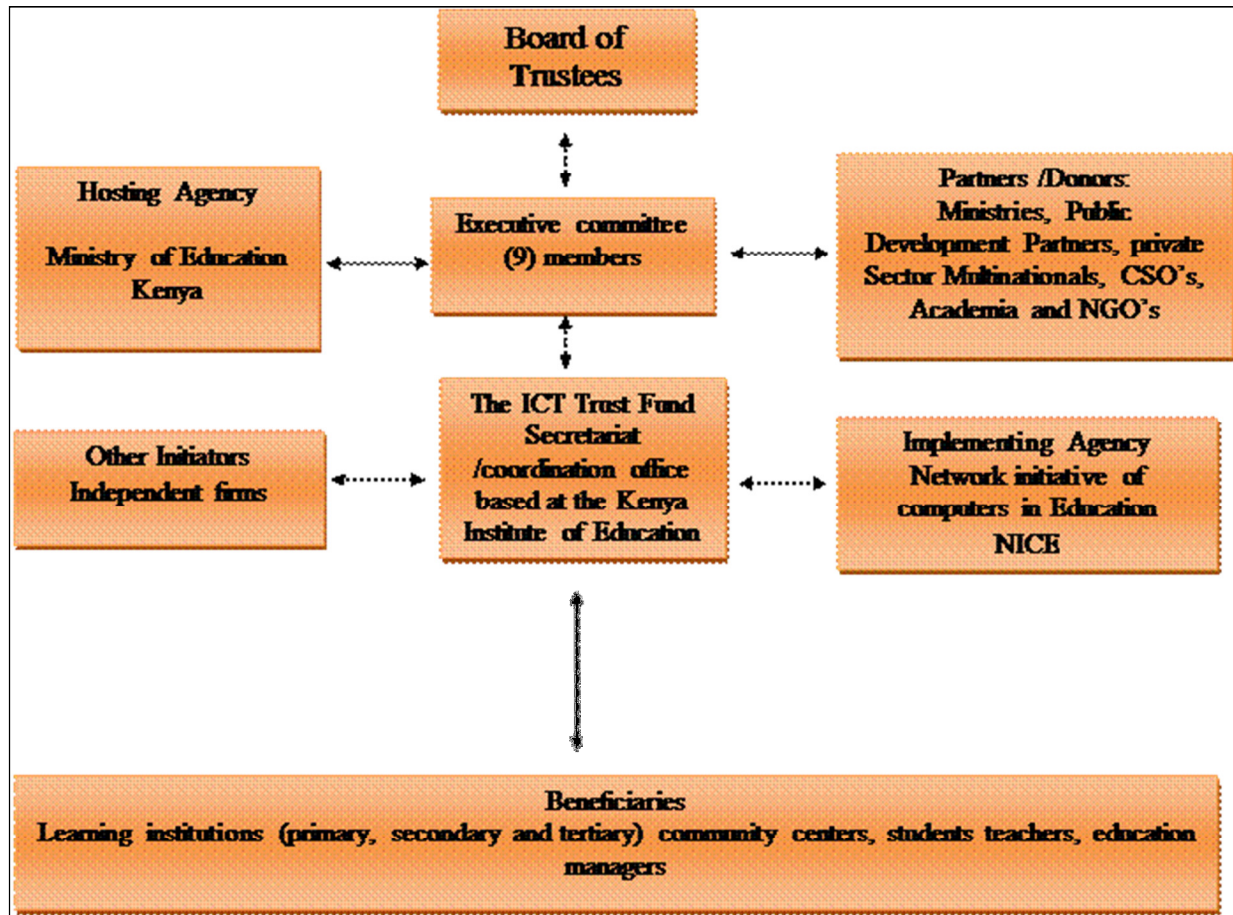 Board of
Trustees
Hosting Agency
Ministry of Education
Kenya
Executive committee
(9) members
Partners /Donors:
Ministries, Public
Development Partners, private
Sector Multinationals, CSO's,
Academia and NGO's
Other Initiators
Independent firms
The ICT Trust Fund
Secretariat
/coordination office
based at the Kenya
Institute of Education
Implementing Agency
Network initiative of
computers in Education
NICE
Beneficiaries
Learning institutions (primary, secondary and tertiary) community centers, students teachers, education
managers